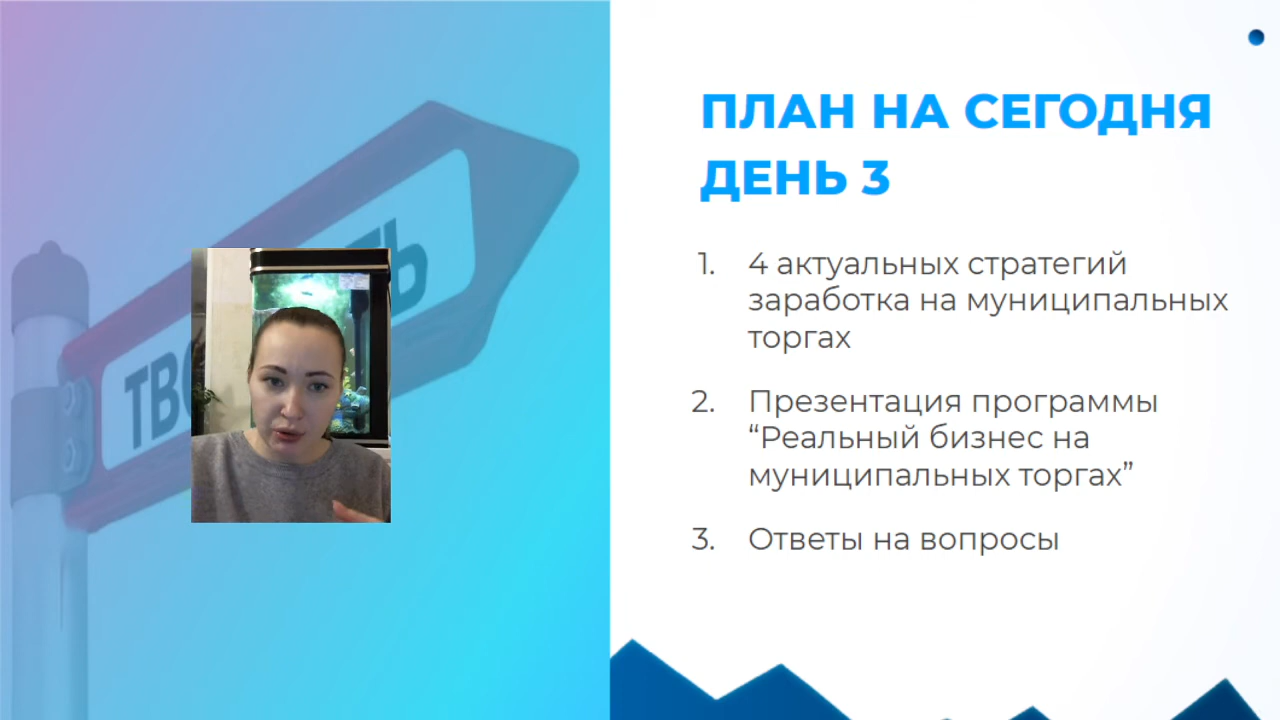 ПЛАН НА СЕГОДНЯ
ДЕНЬ 3
1. 4 актуальных стратегий
заработка на муниципальных
торгах
2. Презентация программы
“Реальный бизнес на
муниципальных торгах”
3. Ответы на вопросы